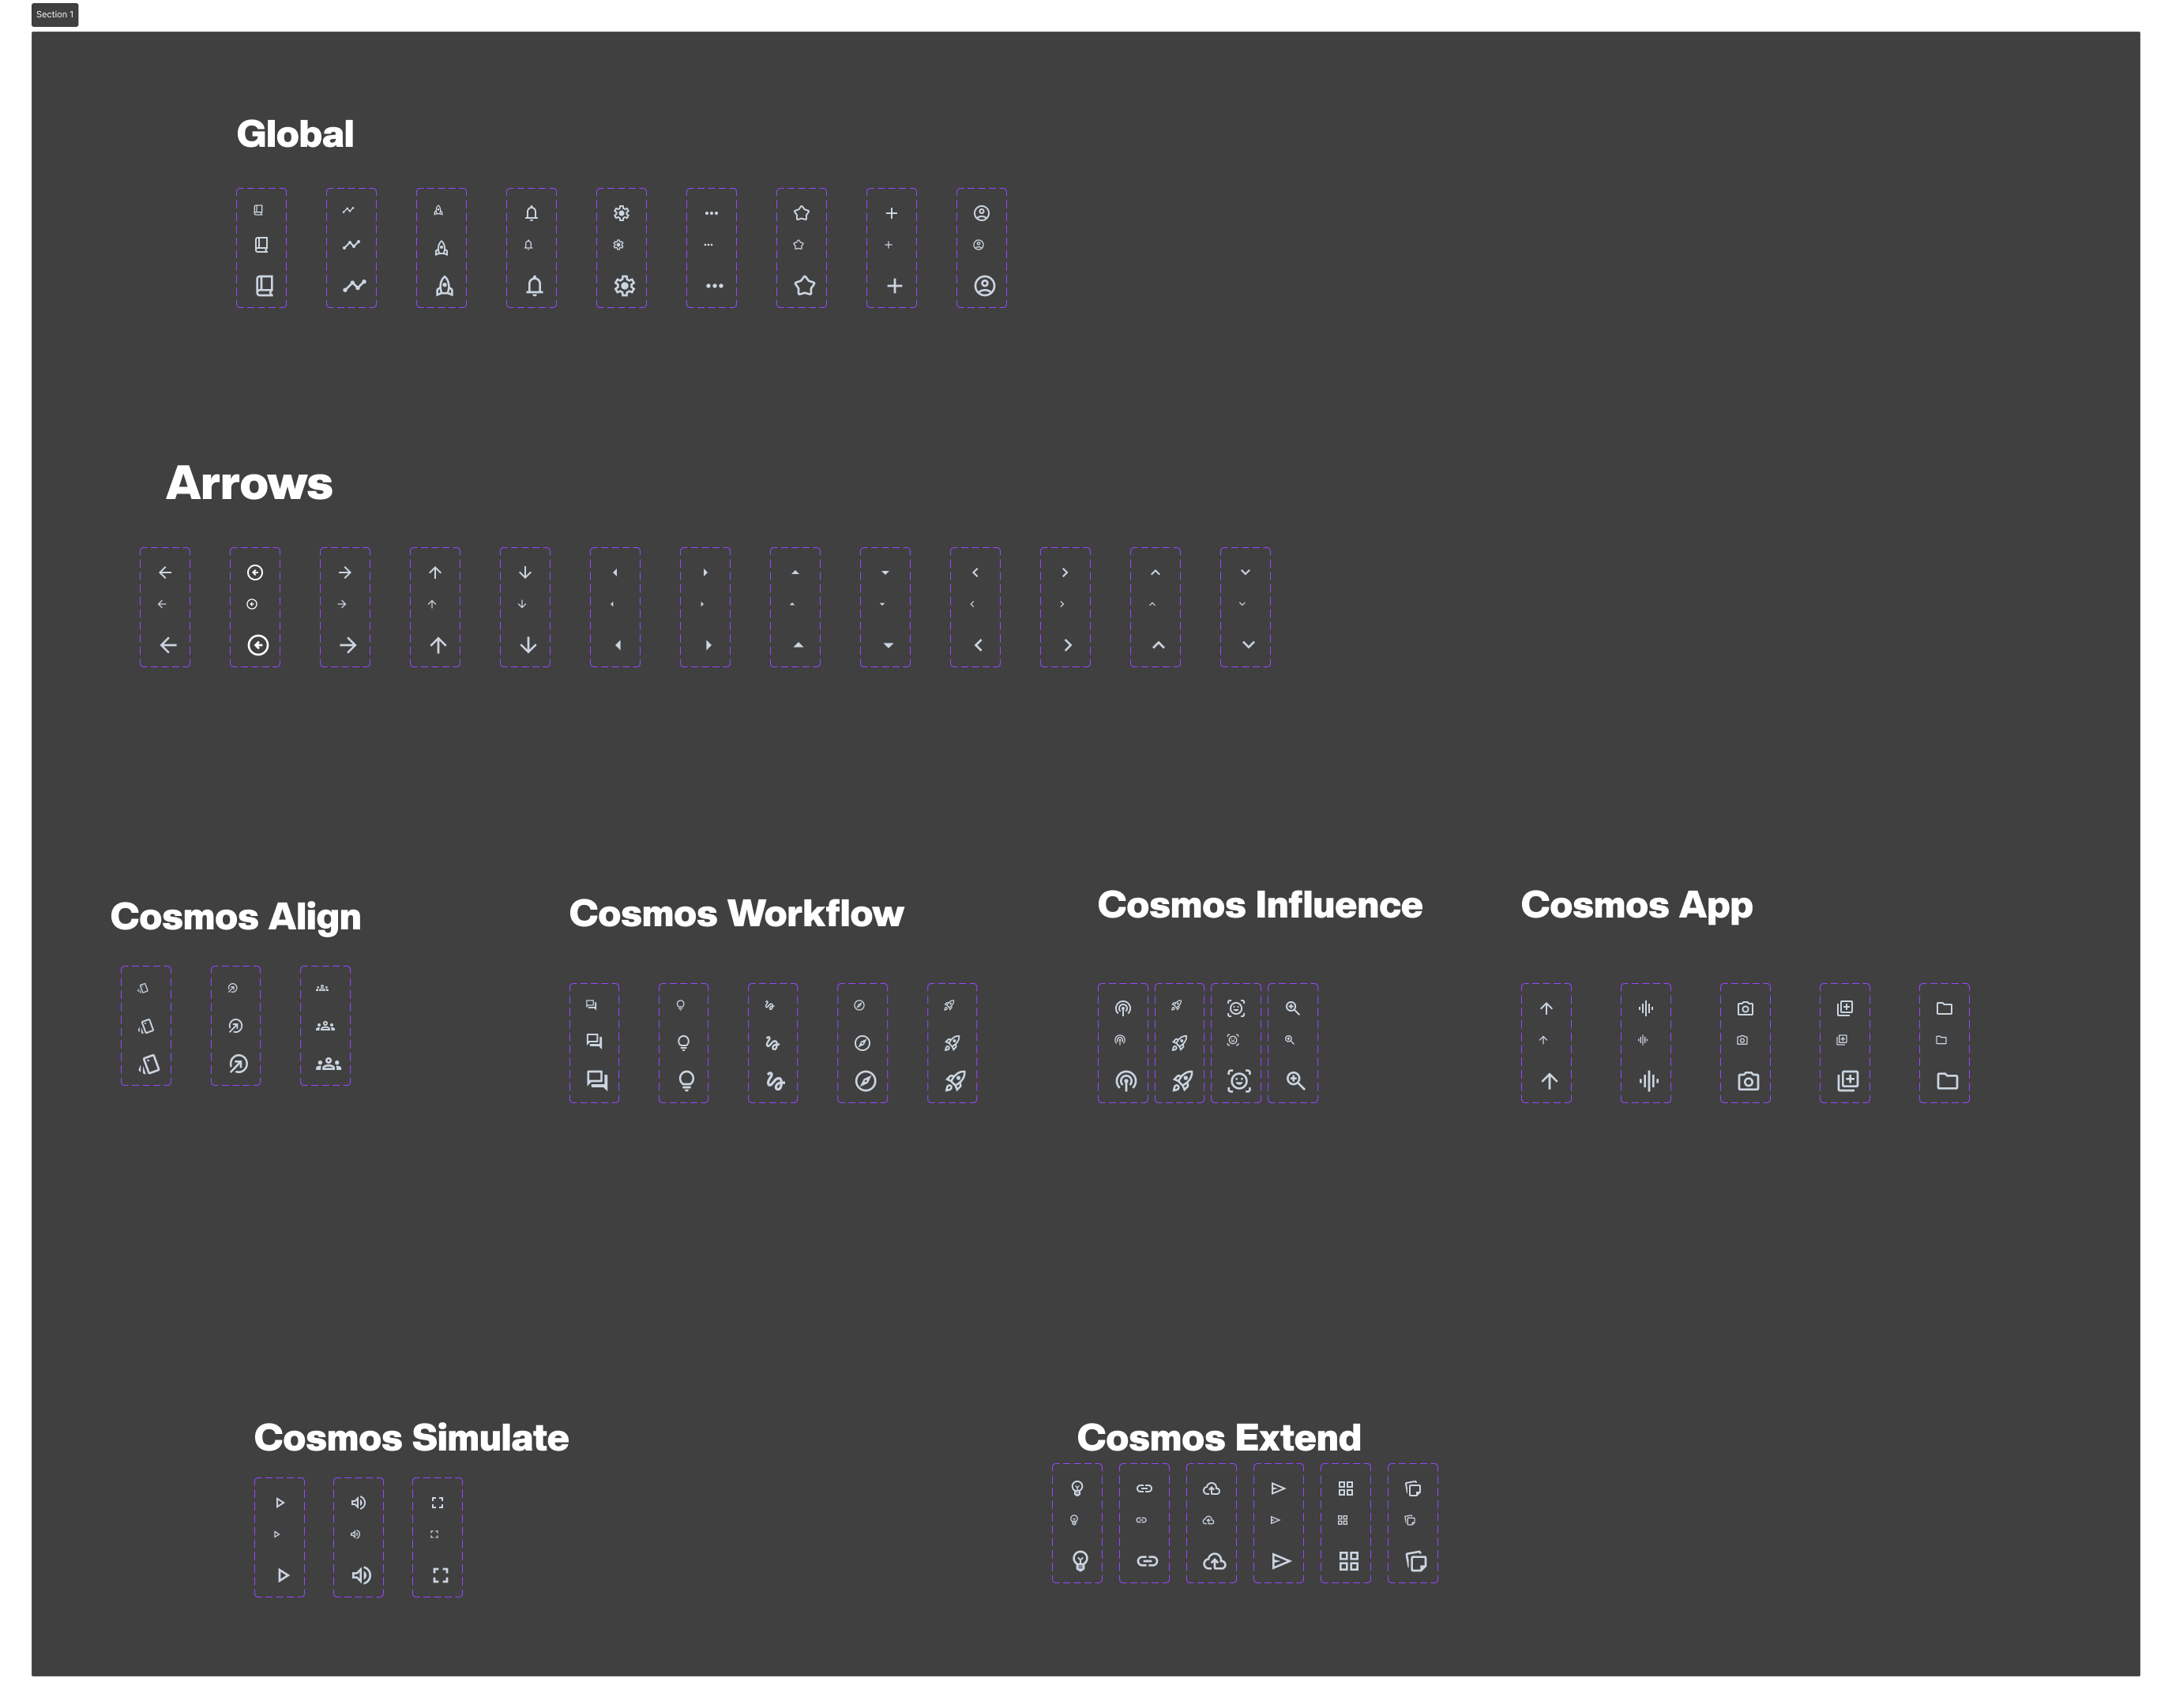 Section 1
Global
Arrows
Cosmos Align
Cosmos Workflow
Cosmos Influence
Cosmos App
Cosmos Simulate
Cosmos Extend